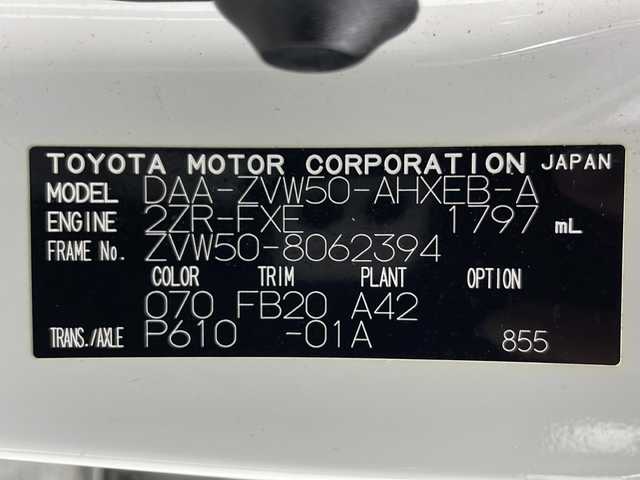 TOYOTA MOTOR CORPORATION JAPAN
MODEL DAA-ZVW50-AHXEB-A
ENGINE 2ZR-FXE 1797 mL
FRAME No. ZVW50-8062394
COLOR TRIM PLANT OPTION
070 FB20 A42
TRANS./AXLE P610 -01A 855